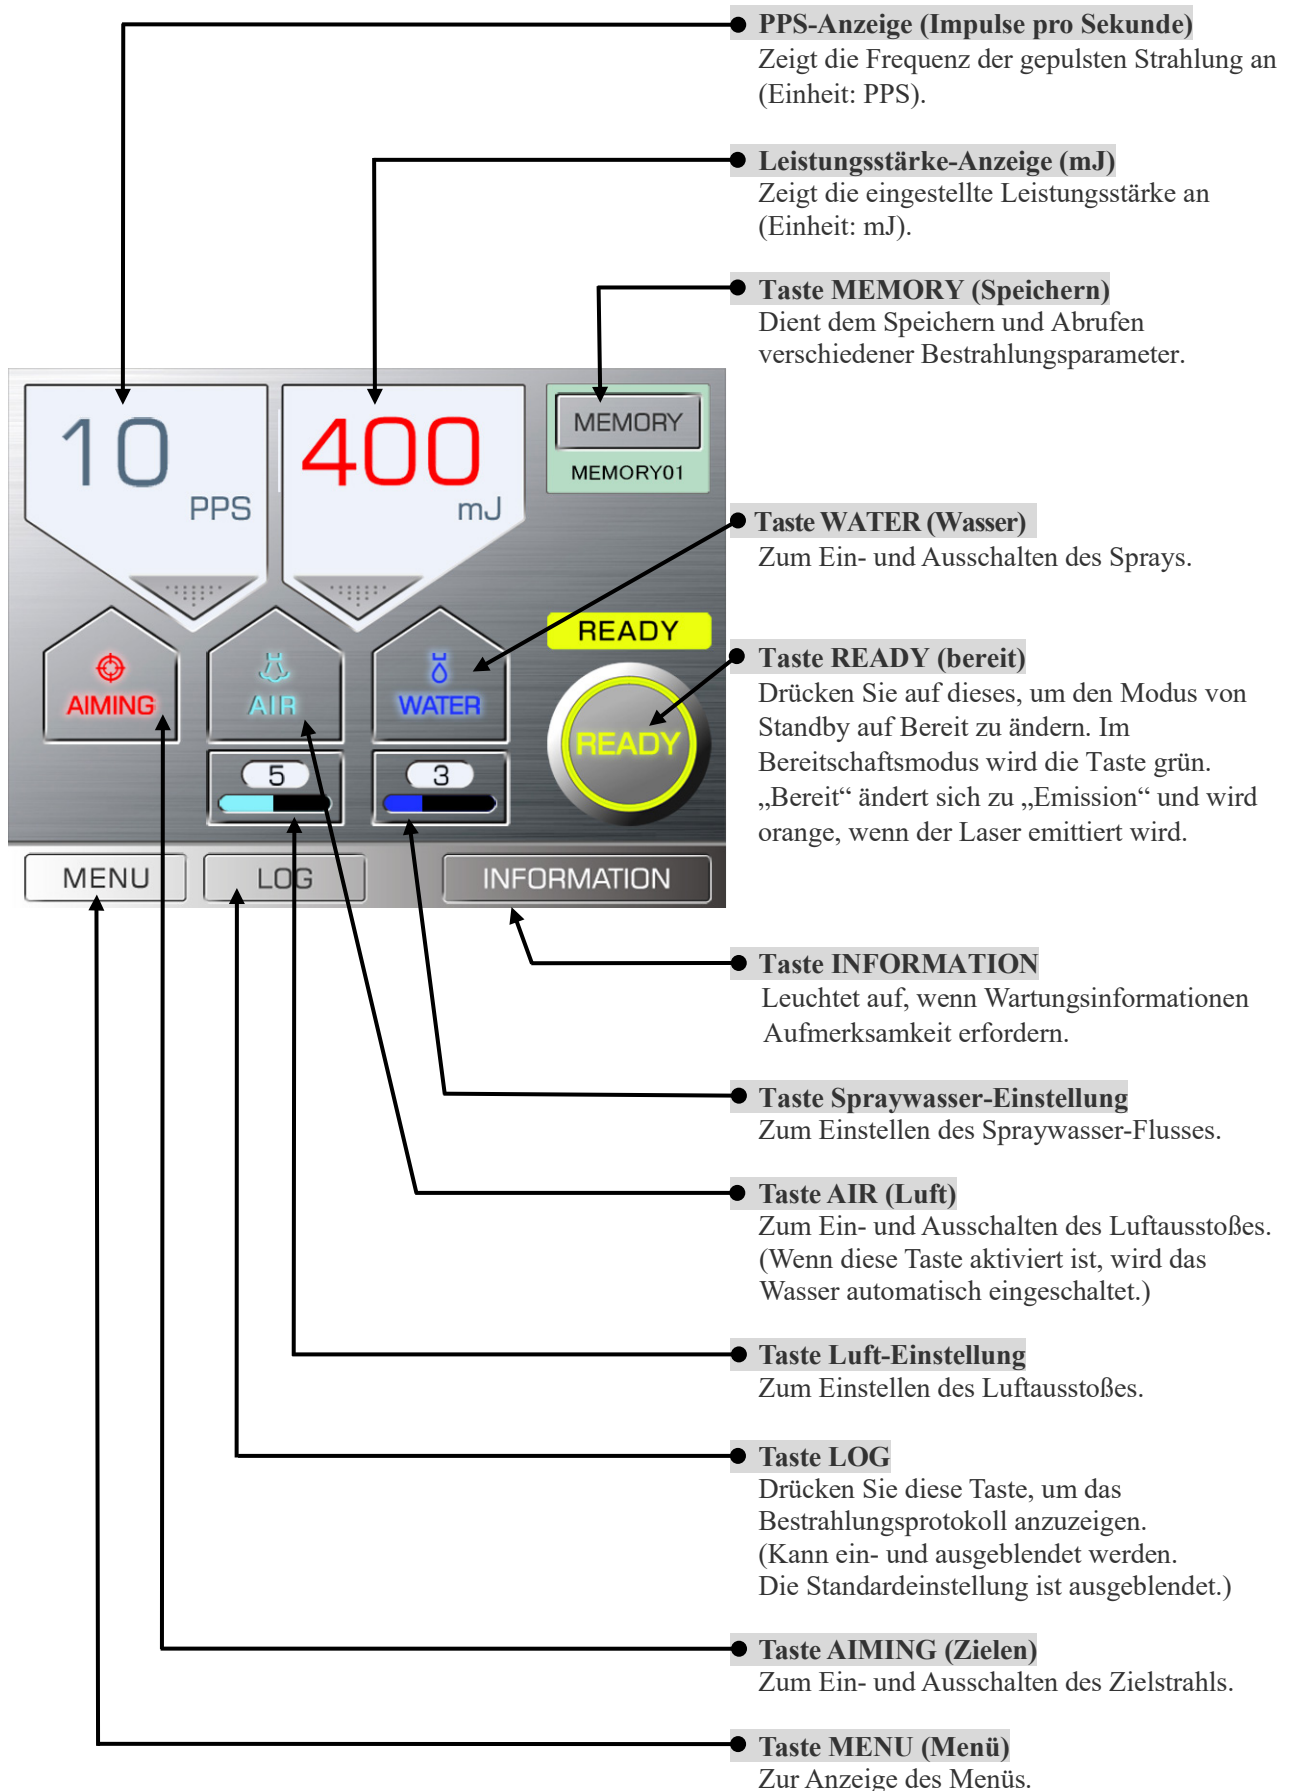 PPS-Anzeige (Impulse pro Sekunde)
Zeigt die Frequenz der gepulsten Strahlung an
(Einheit: PPS).
Leistungsstärke-Anzeige (mJ)
Zeigt die eingestellte Leistungsstärke an
(Einheit: mJ).
Taste MEMORY (Speichern)
Dient dem Speichern und Abrufen
verschiedener Bestrahlungsparameter.
10
PPS
400
mJ
MEMORY
MEMORY01
AIMING
AIR
WATER
READY
READY
5
3
MENU
LOG
INFORMATION
Taste WATER (Wasser)
Zum Ein- und Ausschalten des Sprays.
Taste READY (bereit)
Drücken Sie auf dieses, um den Modus von
Standby auf Bereit zu ändern. Im
Bereitschaftsmodus wird die Taste grün.
„Bereit“ ändert sich zu „Emission“ und wird
orange, wenn der Laser emittiert wird.
Taste INFORMATION
Leuchtet auf, wenn Wartungsinformationen
Aufmerksamkeit erfordern.
Taste Spraywasser-Einstellung
Zum Einstellen des Spraywasser-Flusses.
Taste AIR (Luft)
Zum Ein- und Ausschalten des Luftausstoßes.
(Wenn diese Taste aktiviert ist, wird das
Wasser automatisch eingeschaltet.)
Taste Luft-Einstellung
Zum Einstellen des Luftausstoßes.
Taste LOG
Drücken Sie diese Taste, um das
Bestrahlungsprotokoll anzuzeigen.
(Kann ein- und ausgeblendet werden.
Die Standardeinstellung ist ausgeblendet.)
Taste AIMING (Zielen)
Zum Ein- und Ausschalten des Zielstrahls.
Taste MENU (Menü)
Zur Anzeige des Menüs.